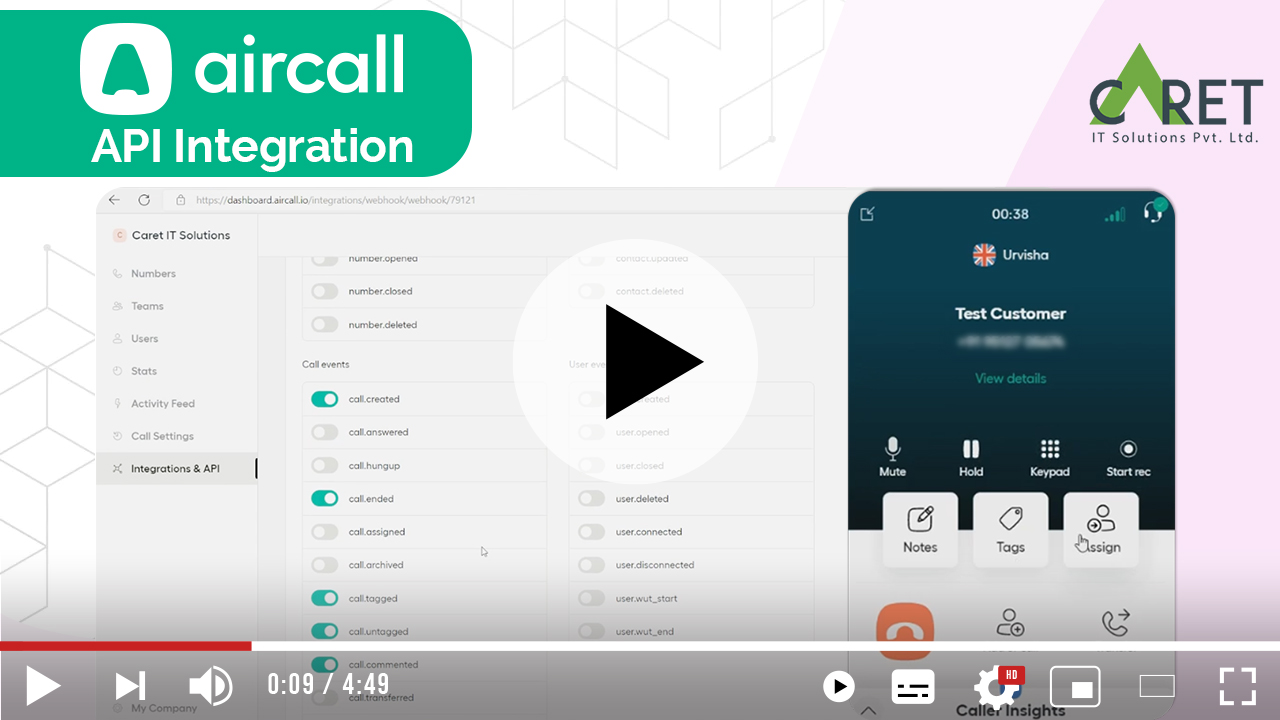 aircall
API Integration
CARET
IT Solutions Pvt. Ltd.
https://dashboard.aircall.io/integrations/webhook/webhook/79121
C Caret IT Solutions
Numbers
Teams
Users
Stats
Activity Feed
Call Settings
Integrations & API
My Company
number.opened
number.closed
number.deleted
contact.updated
contact.deleted
Call events
call.created
call.answered
call.hungup
call.ended
call.assigned
call.archived
call.tagged
call.untagged
call.commented
call.transferred
User
user.opened
user.closed
user.deleted
user.connected
user.disconnected
user.wut_start
user.wut_end
00:38
Urvisha
Test Customer
View details
Mute Hold Keypad Start rec
Notes Tags Assign
Caller Insights
0:09 / 4:49
HD